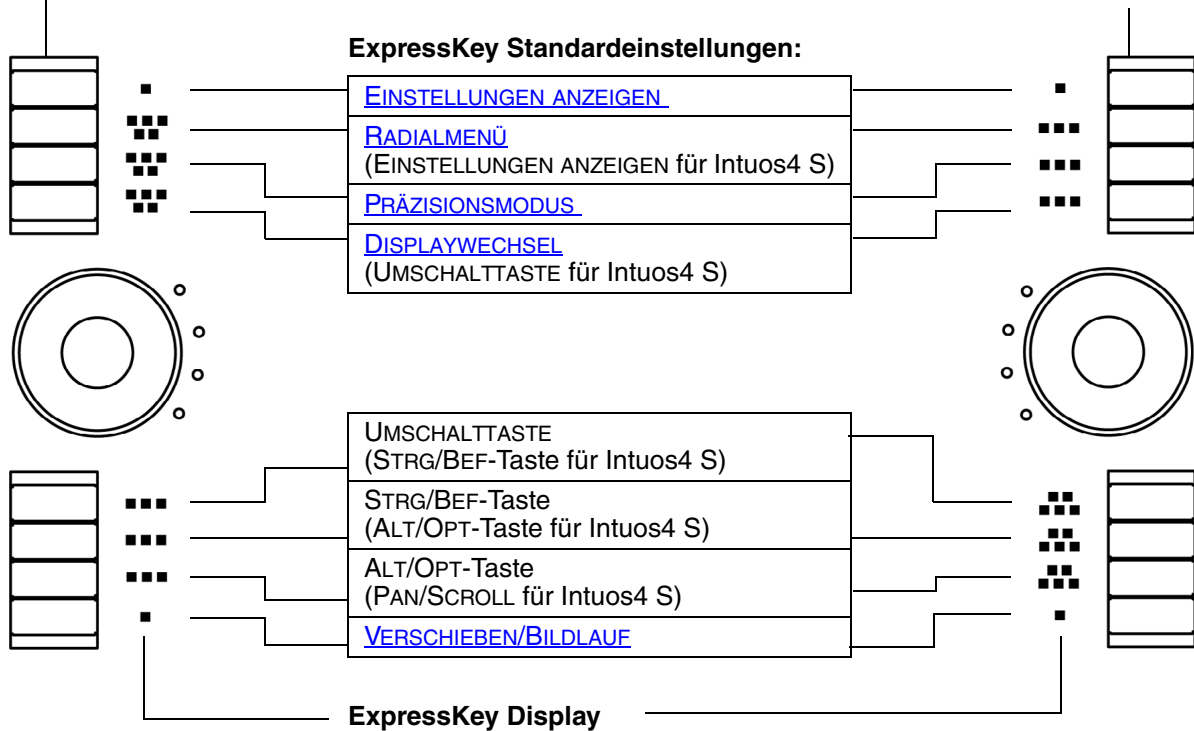 ExpressKey Standardeinstellungen:
EINSTELLUNGEN ANZEIGEN
RADIALMENÜ
(EINSTELLUNGEN ANZEIGEN für Intuos4 S)
PRÄZISIONSMODUS
DISPLAYWECHSEL
(UMSCHALTTASTE für Intuos4 S)
UMSCHALTTASTE
(STRG/BEF-Taste für Intuos4 S)
STRG/BEF-Taste
(ALT/OPT-Taste für Intuos4 S)
ALT/OPT-Taste
(PAN/SCROLL für Intuos4 S)
VERSCHIEBEN/BILDLAUF
ExpressKey Display